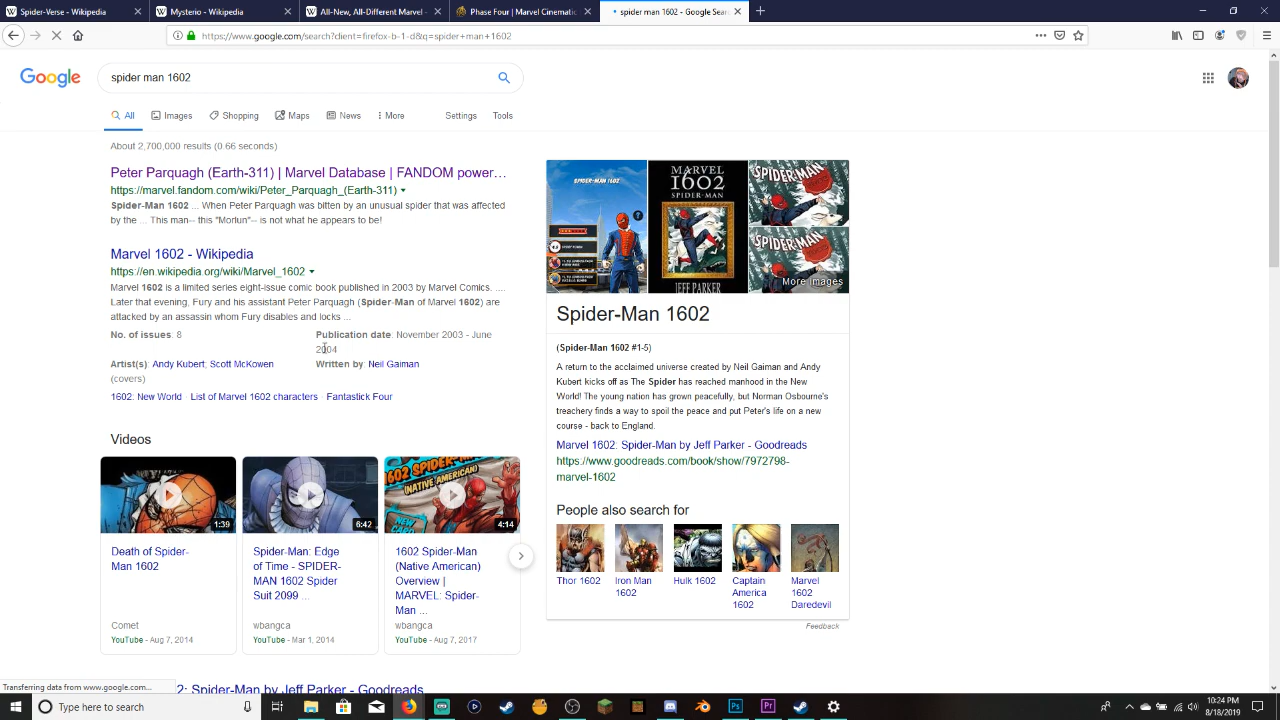 Spider-Verse - Wikipedia
Mysterio - Wikipedia
All-New, All-Different Marvel -
Phase Four | Marvel Cinematic
spider man 1602 - Google Sear
https://www.google.com/search?client=firefox-b-1-d&q=spider+man+1602
Google
spider man 1602
All
Images
Shopping
Maps
News
More
Settings
Tools
About 2,700,000 results (0.66 seconds)
Peter Parquagh (Earth-311) | Marvel Database | FANDOM power...
https://marvel.fandom.com/wiki/Peter_Parquagh_(Earth-311)
Spider-Man 1602 ... When Peter Parquagh was bitten by an unusual spider that was affected
by the ... This man-- this "Morlun"-- is not what he appears to be!
Marvel 1602 - Wikipedia
https://en.wikipedia.org/wiki/Marvel_1602
Marvel 1602 is a limited series eight-issue comic book published in 2003 by Marvel Comics. ....
Later that evening, Fury and his assistant Peter Parquagh (Spider-Man of Marvel 1602) are
attacked by an assassin whom Fury disables and locks ...
No. of issues: 8
Publication date: November 2003 - June
2004
Artist(s): Andy Kubert; Scott McKowen
(covers)
Written by: Neil Gaiman
1602: New World · List of Marvel 1602 characters · Fantastick Four
Videos
1:39
6:42
1602 SPIDER-MAN
(NATIVE AMERICAN)
4:14
Death of Spider-
Man 1602
Comet
YouTube - Aug 7, 2014
Spider-Man: Edge
of Time - SPIDER-
MAN 1602 Spider
Suit 2099 ...
wbangca
YouTube - Mar 1, 2014
1602 Spider-Man
(Native American)
Overview |
MARVEL: Spider-
Man ...
wbangca
YouTube - Aug 7, 2017
2: Spider-Man by Jeff Parker - Goodreads
SPIDER-MAN 1602
MARVEL
1602
SPIDER-MAN
JEFF PARKER
SPIDER-MAN
SPIDER-MAN
More images
Spider-Man 1602
(Spider-Man 1602 #1-5)
A return to the acclaimed universe created by Neil Gaiman and Andy
Kubert kicks off as The Spider has reached manhood in the New
World! The young nation has grown peacefully, but Norman Osbourne's
treachery finds a way to spoil the peace and put Peter's life on a new
course - back to England.
Marvel 1602: Spider-Man by Jeff Parker - Goodreads
https://www.goodreads.com/book/show/7972798-
marvel-1602
People also search for
Thor 1602
Iron Man
1602
Hulk 1602
Captain
America
1602
Marvel
1602
Daredevil
Feedback
Transferring data from www.google.com...
Type here to search
10:24 PM
8/18/2019